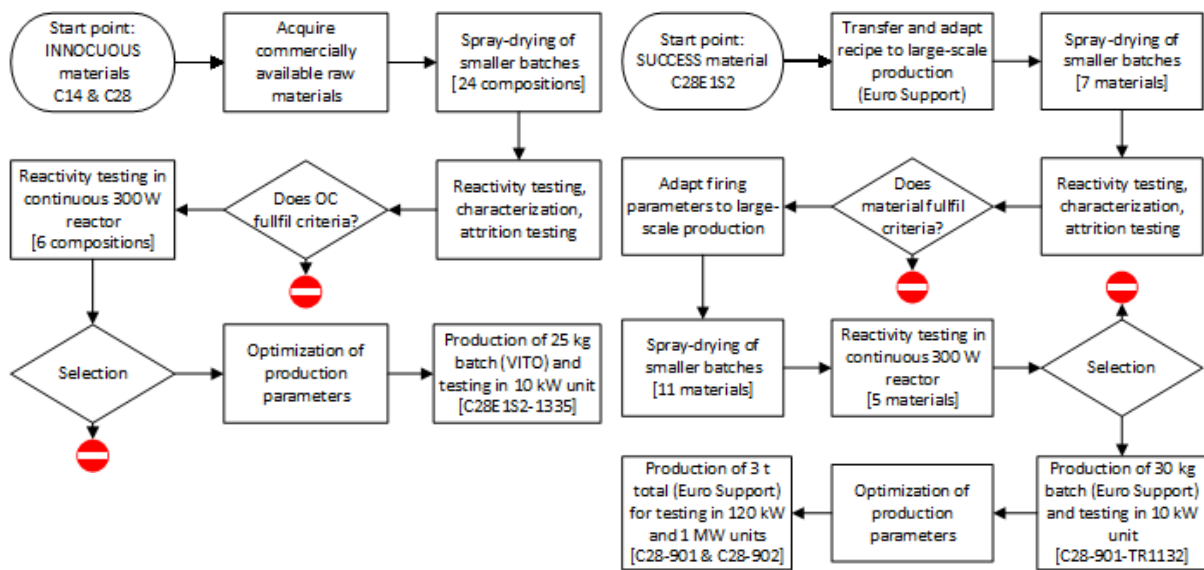 Start point:
INNOCUOUS
materials
C14 & C28
Acquire
commercially
available raw
materials
Spray-drying of
smaller batches
[24 compositions]
Reactivity testing,
characterization,
attrition testing
Does OC
fullfil criteria?
Reactivity testing in
continuous 300 W
reactor
[6 compositions]
Selection
Optimization of
production
parameters
Production of 25 kg
batch (VITO) and
testing in 10 kW unit
[C28E1S2-1335]
Start point:
SUCCESS material
C28E1S2
Transfer and adapt
recipe to large-scale
production
(Euro Support)
Spray-drying of
smaller batches
[7 materials]
Reactivity testing,
characterization,
attrition testing
Does
material fulfil
criteria?
Adapt firing
parameters to large-
scale production
Spray-drying of
smaller batches
[11 materials]
Reactivity testing in
continuous 300 W
reactor
[5 materials]
Selection
Production of 30 kg
batch (Euro Support)
and testing in 10 kW
unit
[C28-901-TR1132]
Optimization of
production
parameters
Production of 3 t
total (Euro Support)
for testing in 120 kW
and 1 MW units
[C28-901 & C28-902]